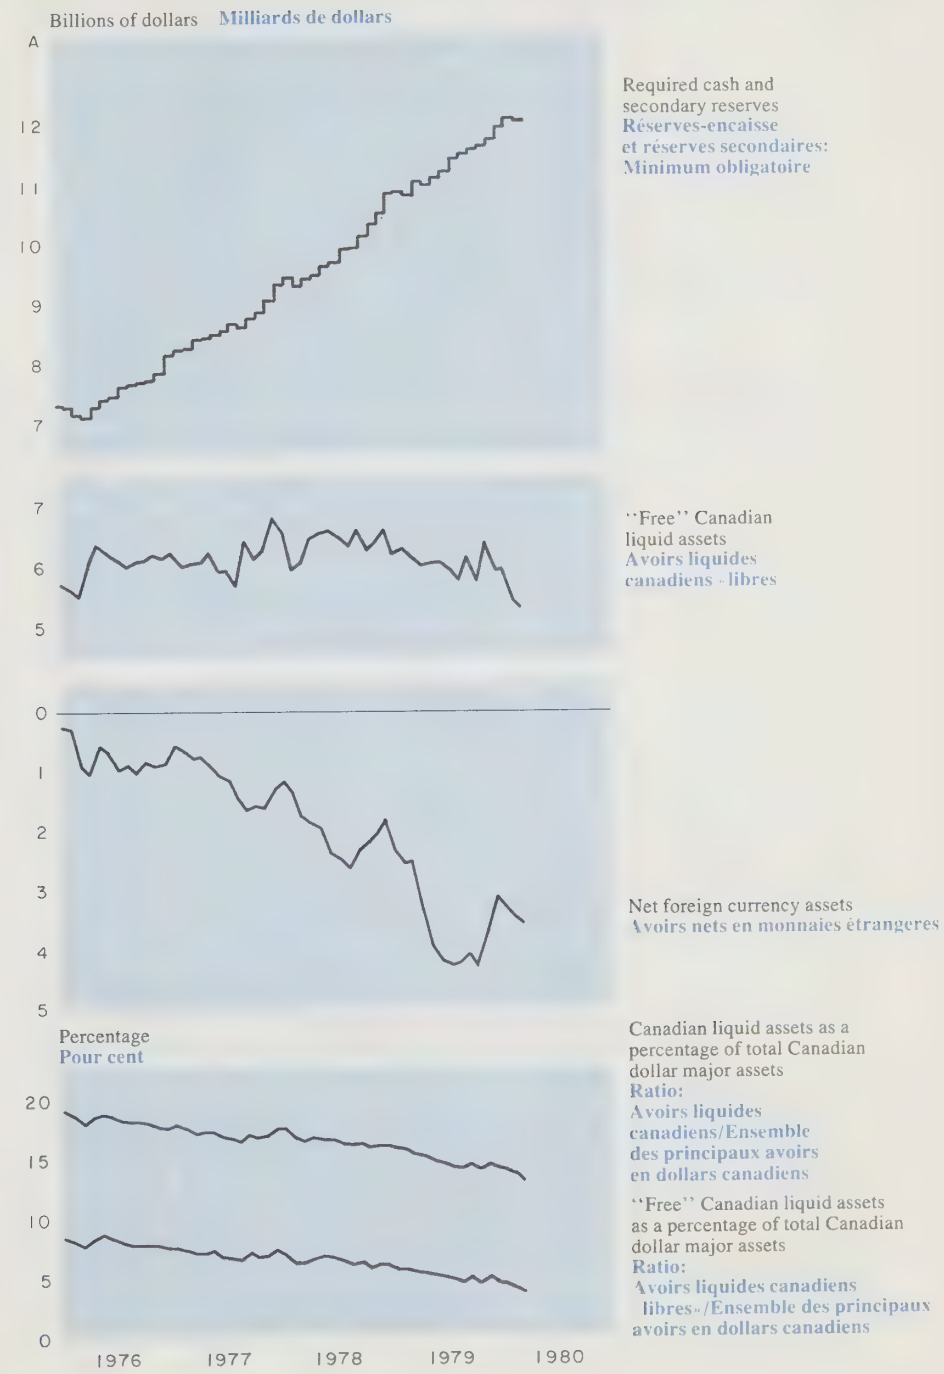 Billions of dollars Milliards de dollars
A
12
11
10
9
8
7
Required cash and
secondary reserves
Réserves-encaisse
et réserves secondaires:
Minimum obligatoire
7
6
5
"Free" Canadian
liquid assets
Avoirs liquides
canadiens - libres
0
1
2
3
4
5
Net foreign currency assets
Avoirs nets en monnaies étrangeres
Percentage
Pour cent
20
15
10
5
0
Canadian liquid assets as a
percentage of total Canadian
dollar major assets
Ratio:
Avoirs liquides
canadiens/Ensemble
des principaux avoirs
en dollars canadiens
"Free" Canadian liquid assets
as a percentage of total Canadian
dollar major assets
Ratio:
Avoirs liquides canadiens
libres»/Ensemble des principaux
avoirs en dollars canadiens
1976 1977 1978 1979 1980